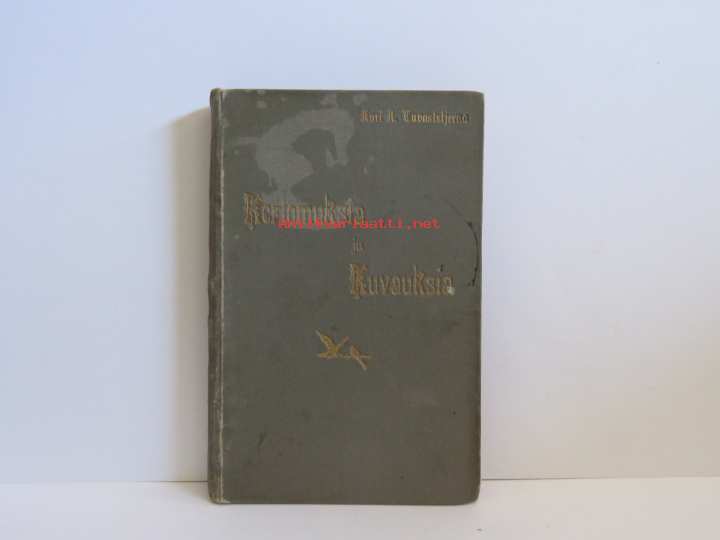 Karl A. Tavaststjerna
Kertomuksia
Antikvariaatti.net
ja
Kuvauksia